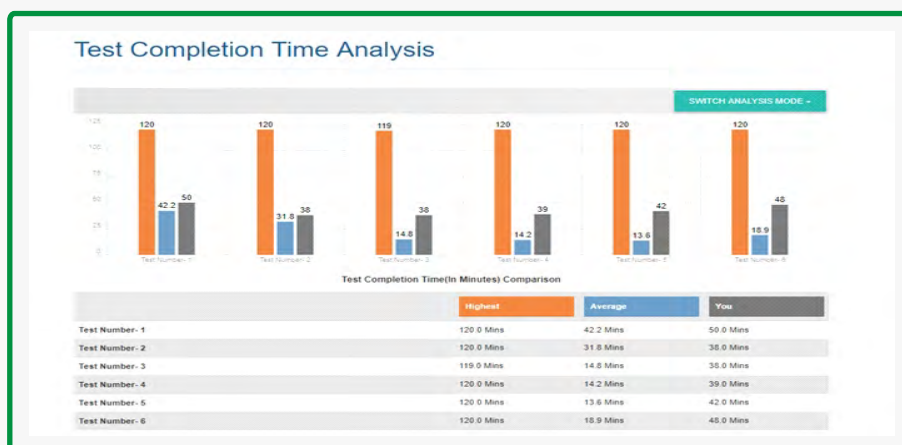 Test Completion Time Analysis
SWITCH ANALYSIS MODE
125
100
75
50
25
0
120 42.2 50
120 31.8 38
119 14.8 38
120 14.2 39
120 13.6 42
120 18.9 48
Test Number- 1 Test Number- 2 Test Number- 3 Test Number- 4 Test Number- 5 Test Number-6
Test Completion Time(In Minutes) Comparison
Highest Average You
Test Number- 1 120.0 Mins 42.2 Mins 50.0 Mins
Test Number- 2 120.0 Mins 31.8 Mins 38.0 Mins
Test Number- 3 119.0 Mins 14.8 Mins 38.0 Mins
Test Number- 4 120.0 Mins 14.2 Mins 39.0 Mins
Test Number- 5 120.0 Mins 13.6 Mins 42.0 Mins
Test Number- 6 120.0 Mins 18.9 Mins 48.0 Mins